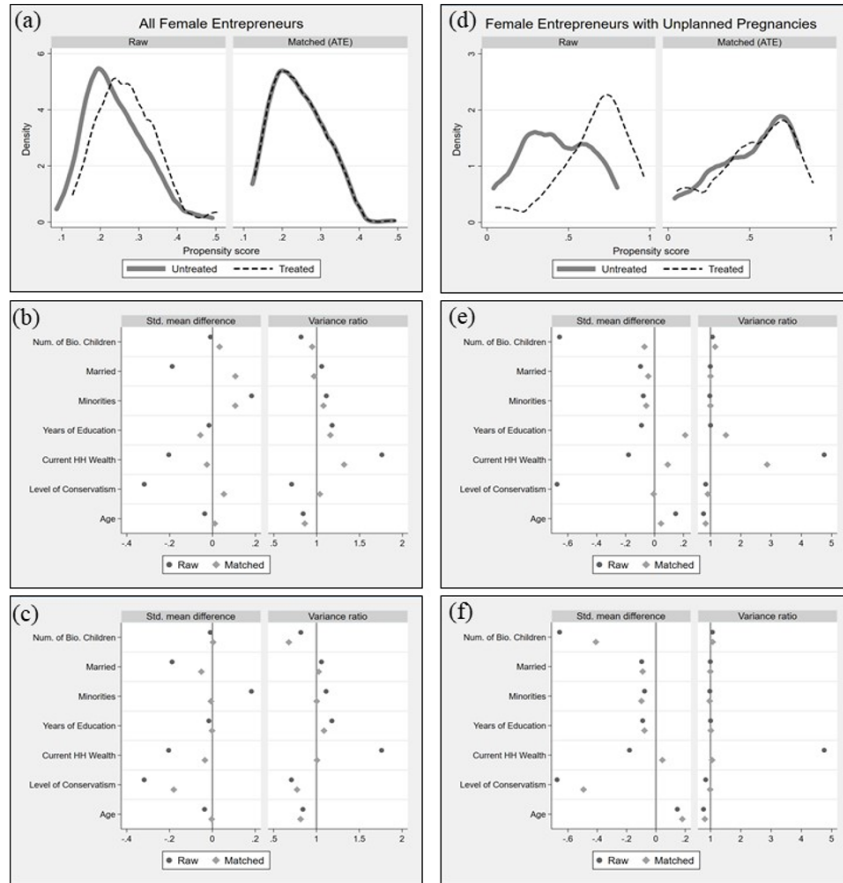 (a)
All Female Entrepreneurs
Raw
Matched (ATE)
Density
6
4
2
0
.1 .2 .3 .4 .5 .1 .2 .3 .4 .5
Propensity score
Untreated Treated
(d)
Female Entrepreneurs with Unplanned Pregnancies
Raw
Matched (ATE)
Density
3
2
1
0
0 .5 1 0 .5 1
Propensity score
Untreated Treated
(b)
Std. mean difference
Variance ratio
Num. of Bio. Children
Married
Minorities
Years of Education
Current HH Wealth
Level of Conservatism
Age
-.4 -.2 0 .2 .5 1 1.5 2
Raw Matched
(e)
Std. mean difference
Variance ratio
Num. of Bio. Children
Married
Minorities
Years of Education
Current HH Wealth
Level of Conservatism
Age
-.6 -.4 -.2 0 .2 1 2 3 4 5
Raw Matched
(c)
Std. mean difference
Variance ratio
Num. of Bio. Children
Married
Minorities
Years of Education
Current HH Wealth
Level of Conservatism
Age
-.4 -.2 0 .2 .5 1 1.5 2
Raw Matched
(f)
Std. mean difference
Variance ratio
Num. of Bio. Children
Married
Minorities
Years of Education
Current HH Wealth
Level of Conservatism
Age
-.6 -.4 -.2 0 .2 1 2 3 4 5
Raw Matched